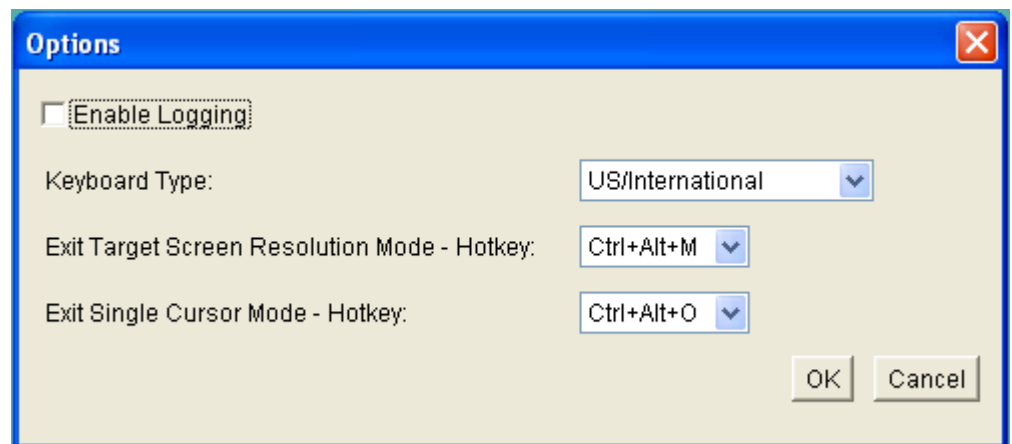 Options
Enable Logging
Keyboard Type: US/International
Exit Target Screen Resolution Mode - Hotkey: Ctrl+Alt+M
Exit Single Cursor Mode - Hotkey: Ctrl+Alt+O
OK Cancel